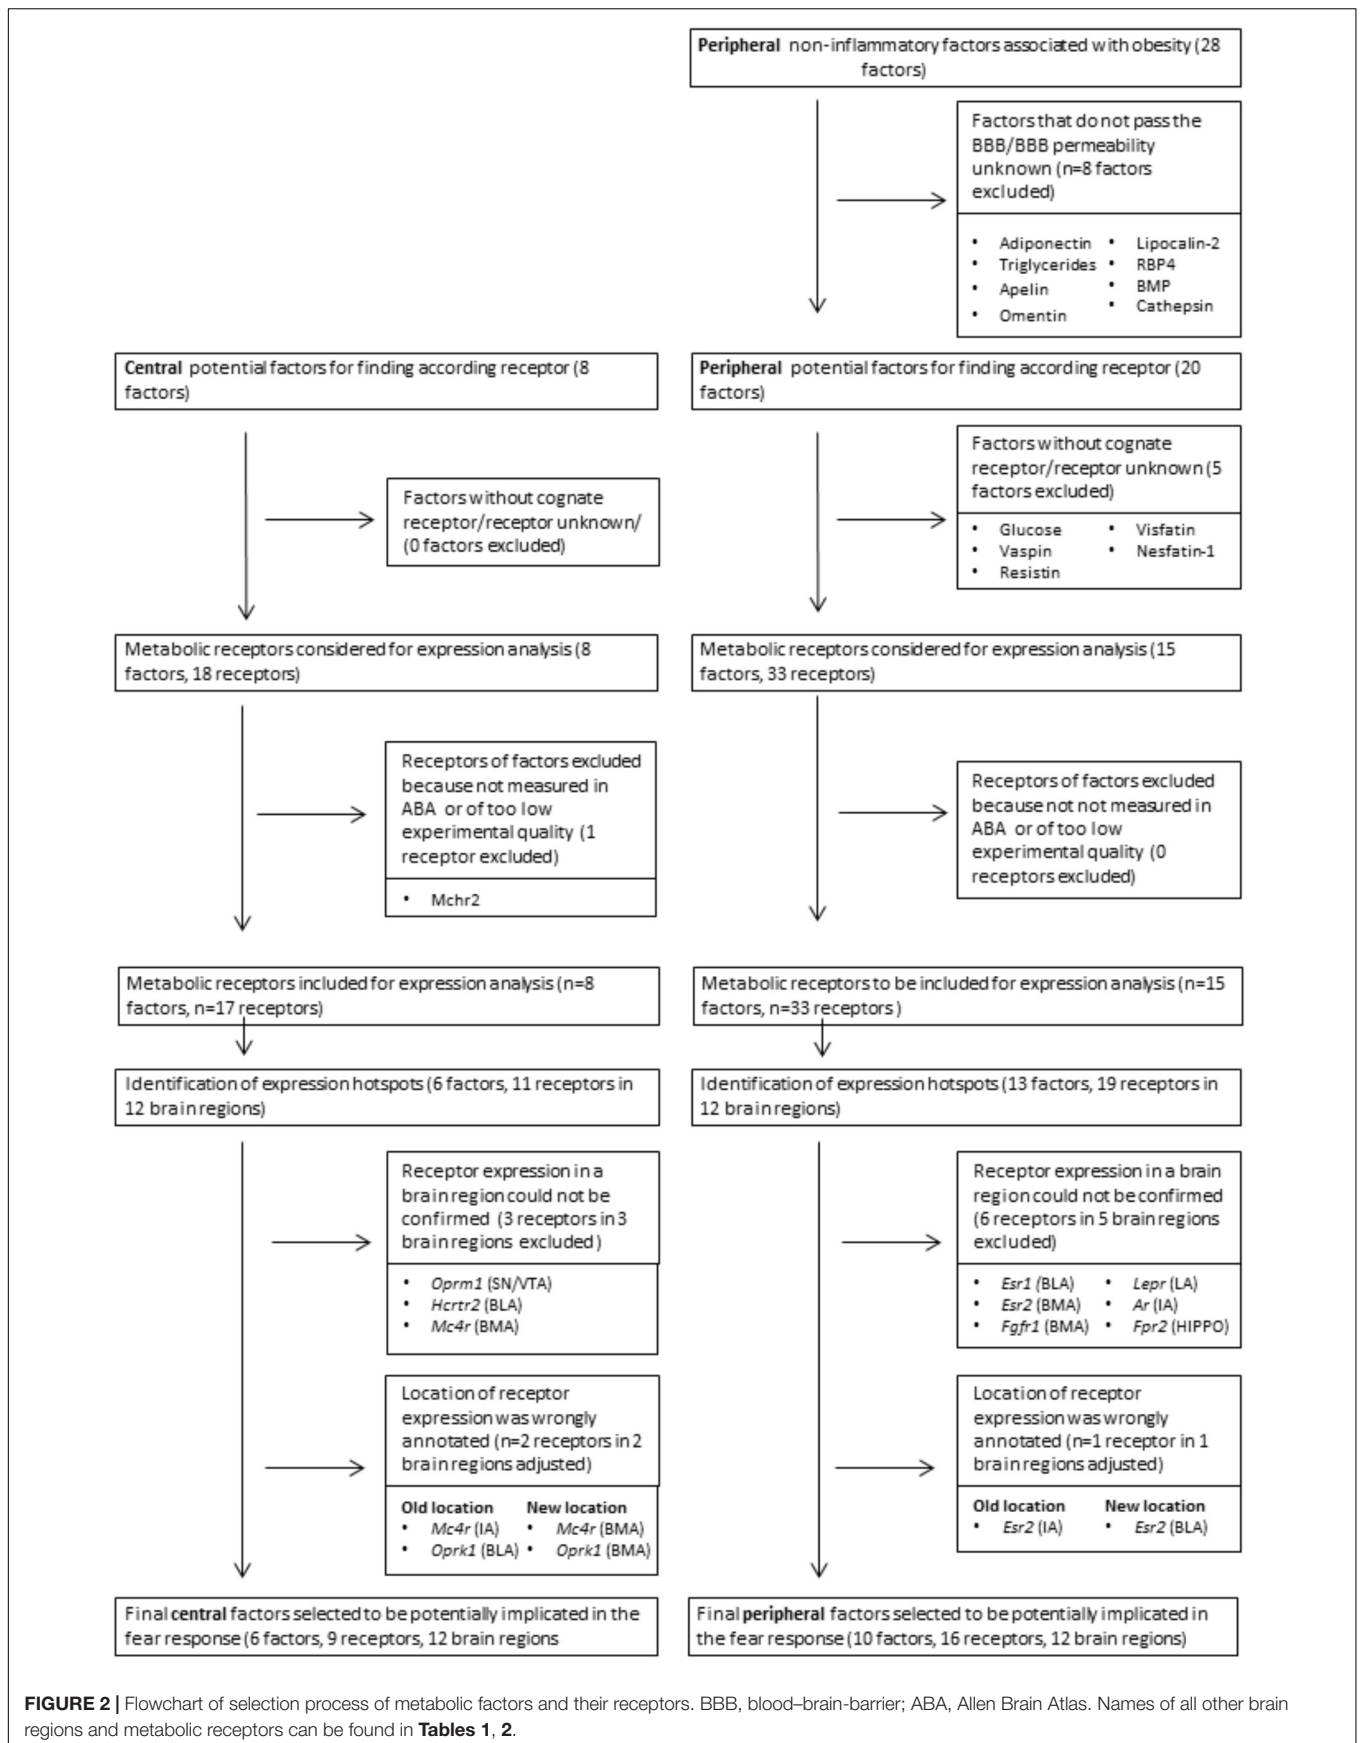 Peripheral non-inflammatory factors associated with obesity (28
factors)
Factors that do not pass the
BBB/BBB permeability
unknown (n=8 factors
excluded)
• Adiponectin • Lipocalin-2
• Triglycerides • RBP4
• Apelin • BMP
• Omentin • Cathepsin
Central potential factors for finding according receptor (8
factors)
Peripheral potential factors for finding according receptor (20
factors)
Factors without cognate
receptor/receptor unknown/
(0 factors excluded)
Factors without cognate
receptor/receptor unknown (5
factors excluded)
• Glucose • Visfatin
• Vaspin • Nesfatin-1
• Resistin
Metabolic receptors considered for expression analysis (8
factors, 18 receptors)
Metabolic receptors considered for expression analysis (15
factors, 33 receptors)
Receptors of factors excluded
because not measured in
ABA or of too low
experimental quality (1
receptor excluded)
• Mchr2
Receptors of factors excluded
because not not measured in
ABA or of too low
experimental quality (0
receptors excluded)
Metabolic receptors included for expression analysis (n=8
factors, n=17 receptors)
Metabolic receptors to be included for expression analysis (n=15
factors, n=33 receptors )
Identification of expression hotspots (6 factors, 11 receptors in
12 brain regions)
Identification of expression hotspots (13 factors, 19 receptors in
12 brain regions)
Receptor expression in a
brain region could not be
confirmed (3 receptors in 3
brain regions excluded)
• Oprm1 (SN/VTA)
• Hcrtr2 (BLA)
• Mc4r (BMA)
Receptor expression in a brain
region could not be confirmed
(6 receptors in 5 brain regions
excluded)
• Esr1 (BLA) • Lepr (LA)
• Esr2 (BMA) • Ar (IA)
• Fgfr1 (BMA) • Fpr2 (HIPPO)
Location of receptor
expression was wrongly
annotated (n=2 receptors in 2
brain regions adjusted)
Old location New location
• Mc4r (IA) • Mc4r (BMA)
• Oprk1 (BLA) • Oprk1 (BMA)
Location of receptor
expression was wrongly
annotated (n=1 receptor in 1
brain regions adjusted)
Old location New location
• Esr2 (IA) • Esr2 (BLA)
Final central factors selected to be potentially implicated in the
fear response (6 factors, 9 receptors, 12 brain regions
Final peripheral factors selected to be potentially implicated in
the fear response (10 factors, 16 receptors, 12 brain regions)
FIGURE 2 | Flowchart of selection process of metabolic factors and their receptors. BBB, blood–brain-barrier; ABA, Allen Brain Atlas. Names of all other brain
regions and metabolic receptors can be found in Tables 1, 2.